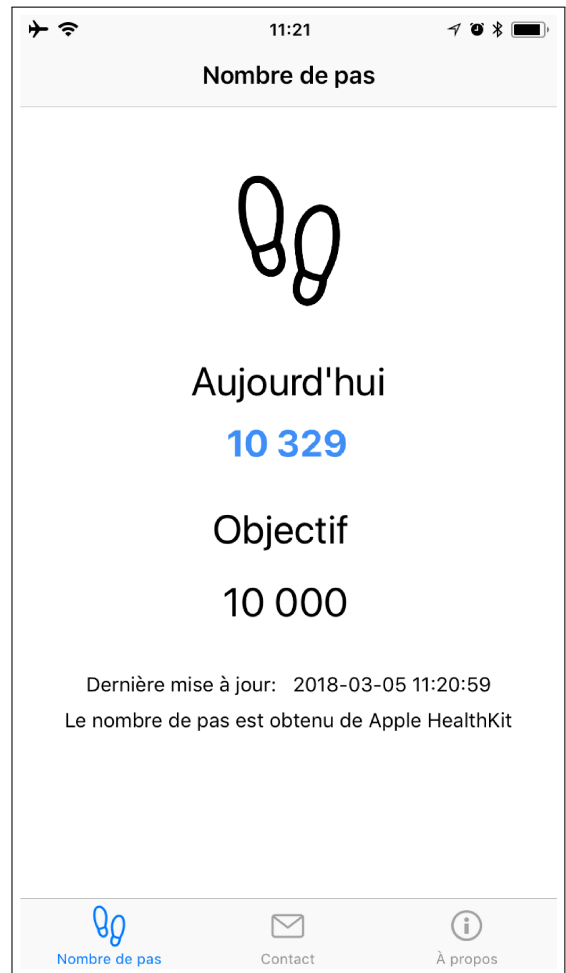 11:21
Nombre de pas
Aujourd'hui
10 329
Objectif
10 000
Dernière mise à jour: 2018-03-05 11:20:59
Le nombre de pas est obtenu de Apple HealthKit
Nombre de pas Contact À propos